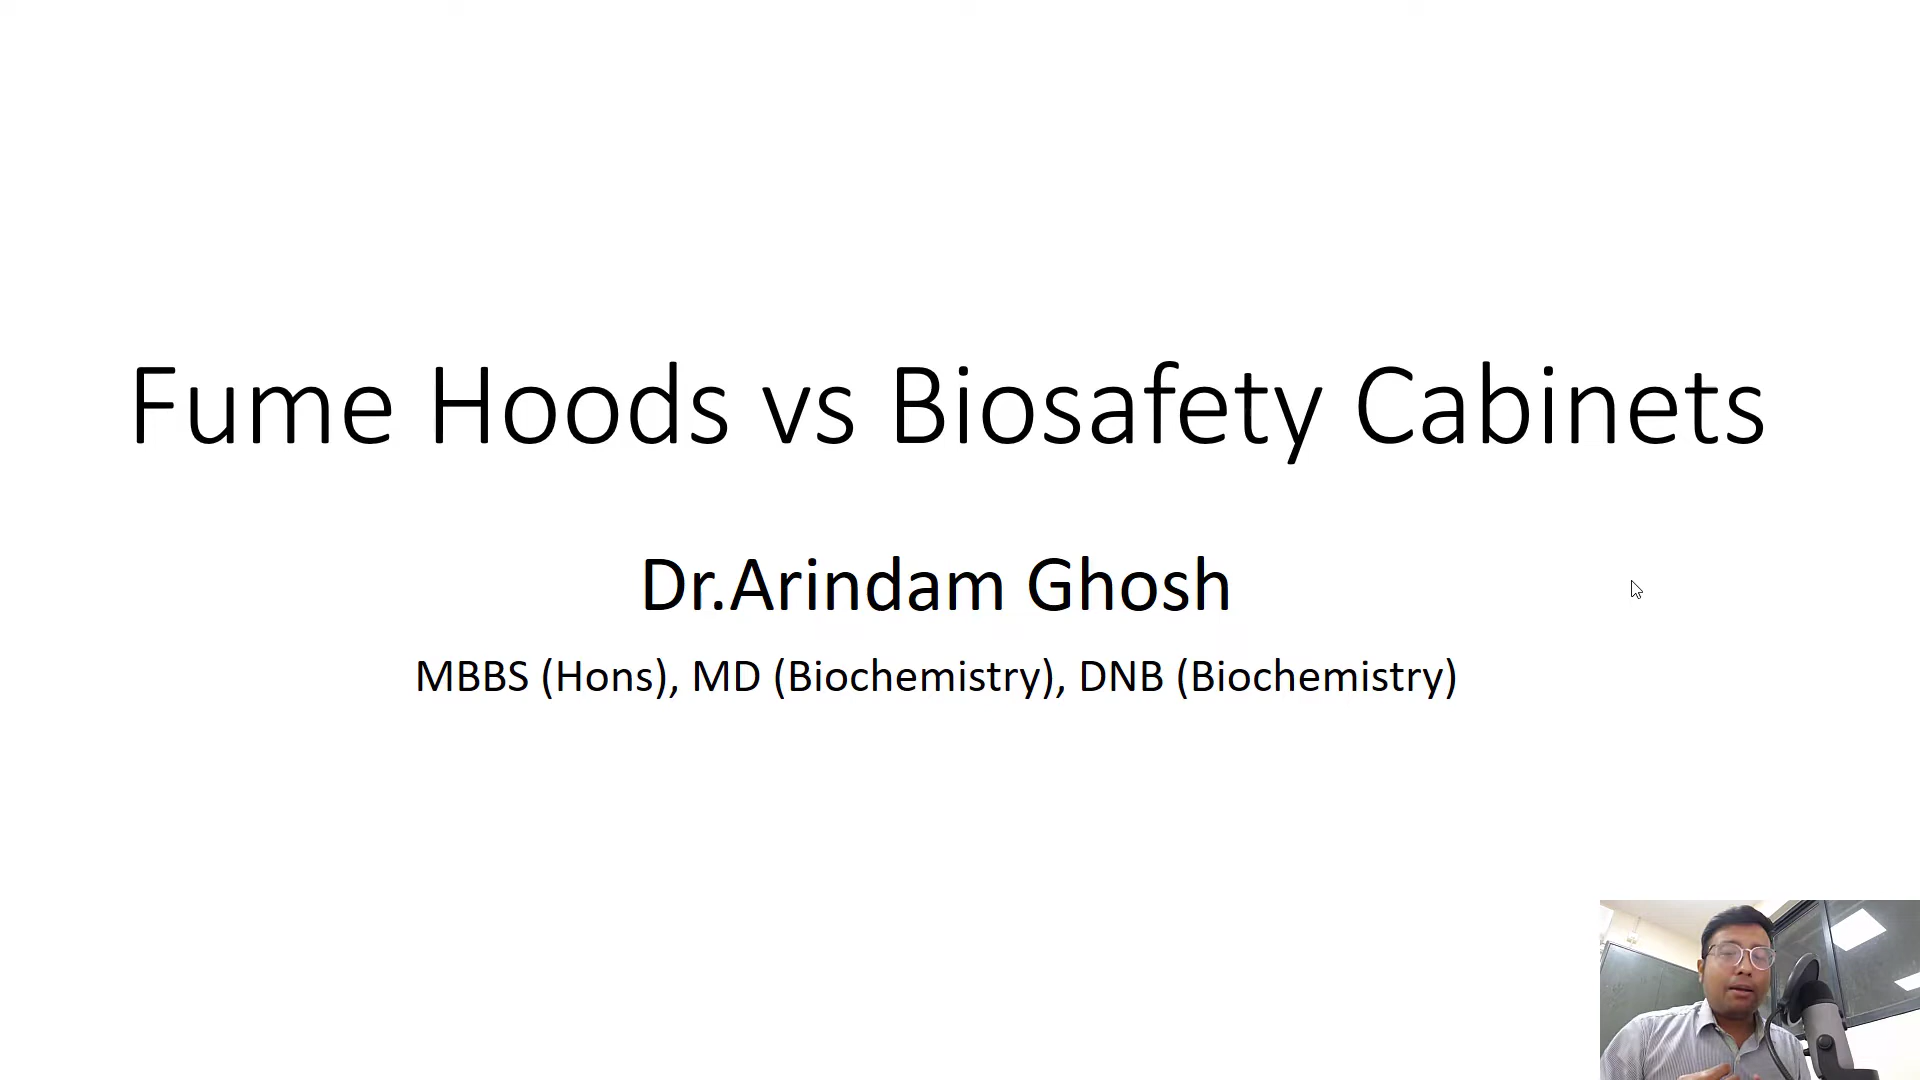 Fume Hoods vs Biosafety Cabinets
Dr.Arindam Ghosh
MBBS (Hons), MD (Biochemistry), DNB (Biochemistry)